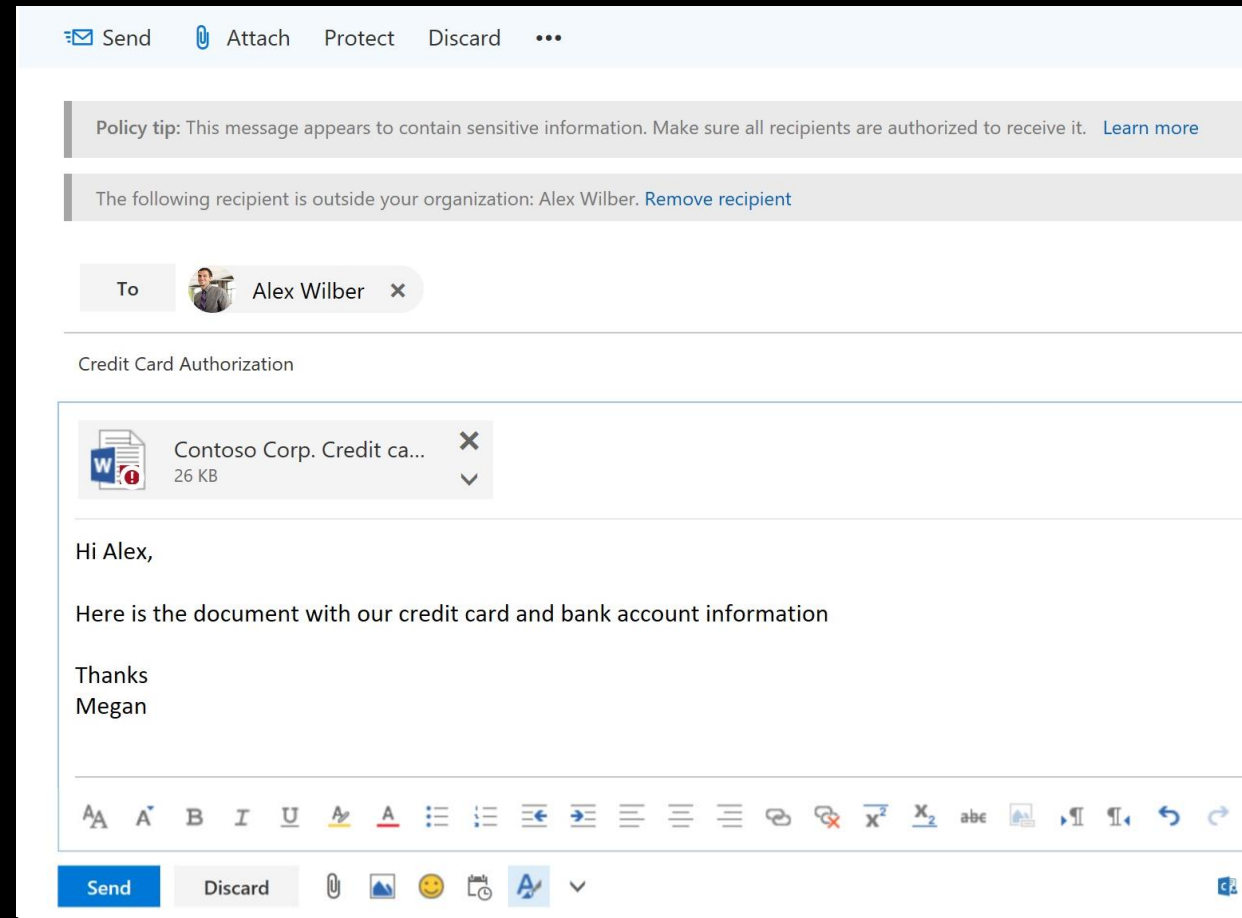 Send Attach Protect Discard •••
Policy tip: This message appears to contain sensitive information. Make sure all recipients are authorized to receive it. Learn more
The following recipient is outside your organization: Alex Wilber. Remove recipient
To Alex Wilber ×
Credit Card Authorization
Contoso Corp. Credit ca...
26 KB
Hi Alex,
Here is the document with our credit card and bank account information
Thanks
Megan
Send Discard